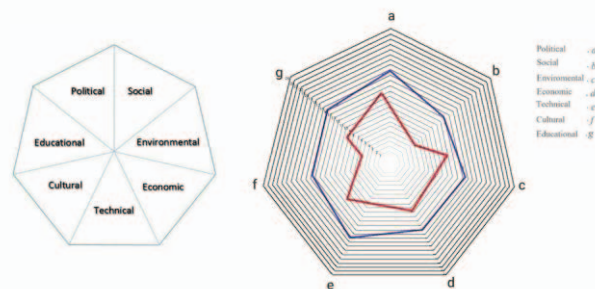 Political
Social
Educational
Environmental
Cultural
Economic
Technical
a
b
c
d
e
f
g
Political . a
Social . b
Environmental . c
Economic . d
Technical . e
Cultural . f
Educational . g